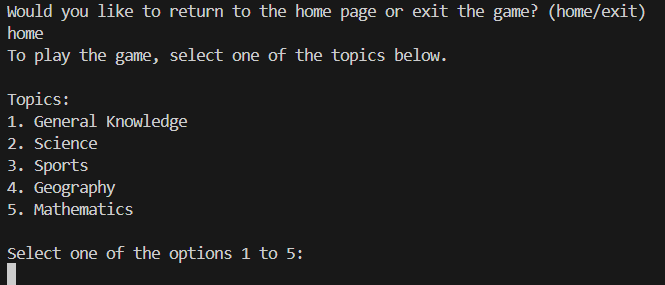 Would you like to return to the home page or exit the game? (home/exit)
home
To play the game, select one of the topics below.
Topics:
1. General Knowledge
2. Science
3. Sports
4. Geography
5. Mathematics
Select one of the options 1 to 5: